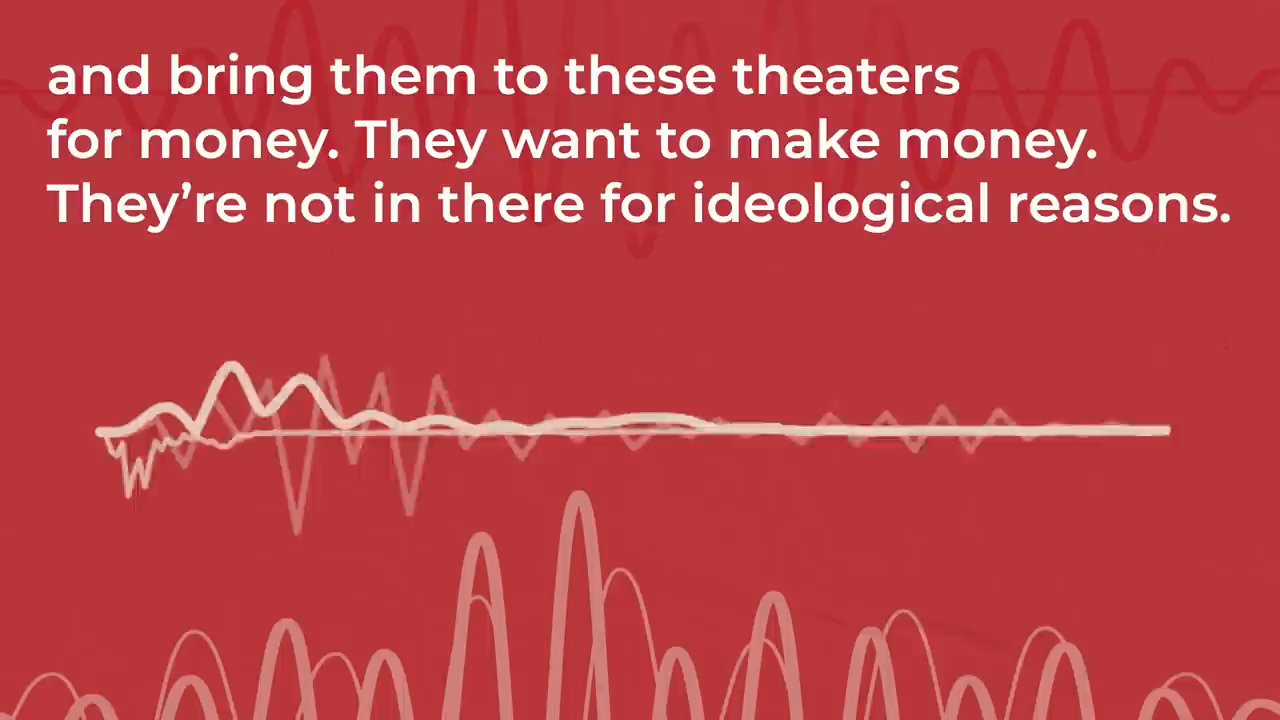 and bring them to these theaters
for money. They want to make money.
They’re not in there for ideological reasons.